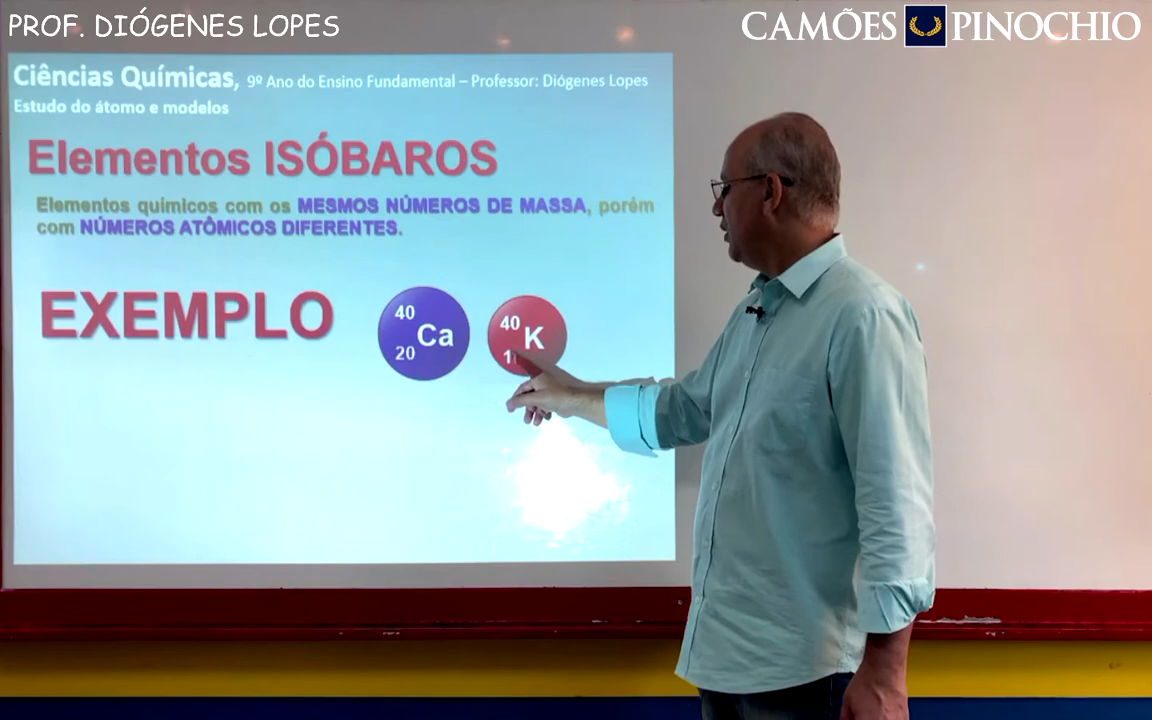 PROF. DIÓGENES LOPES
CAMÕES PINOCHIO
Ciências Químicas, 9º Ano do Ensino Fundamental – Professor: Diógenes Lopes
Estudo do átomo e modelos
Elementos ISÓBAROS
Elementos químicos com os MESMOS NÚMEROS DE MASSA, porém
com NÚMEROS ATÔMICOS DIFERENTES.
EXEMPLO
40
Ca
20
40
K